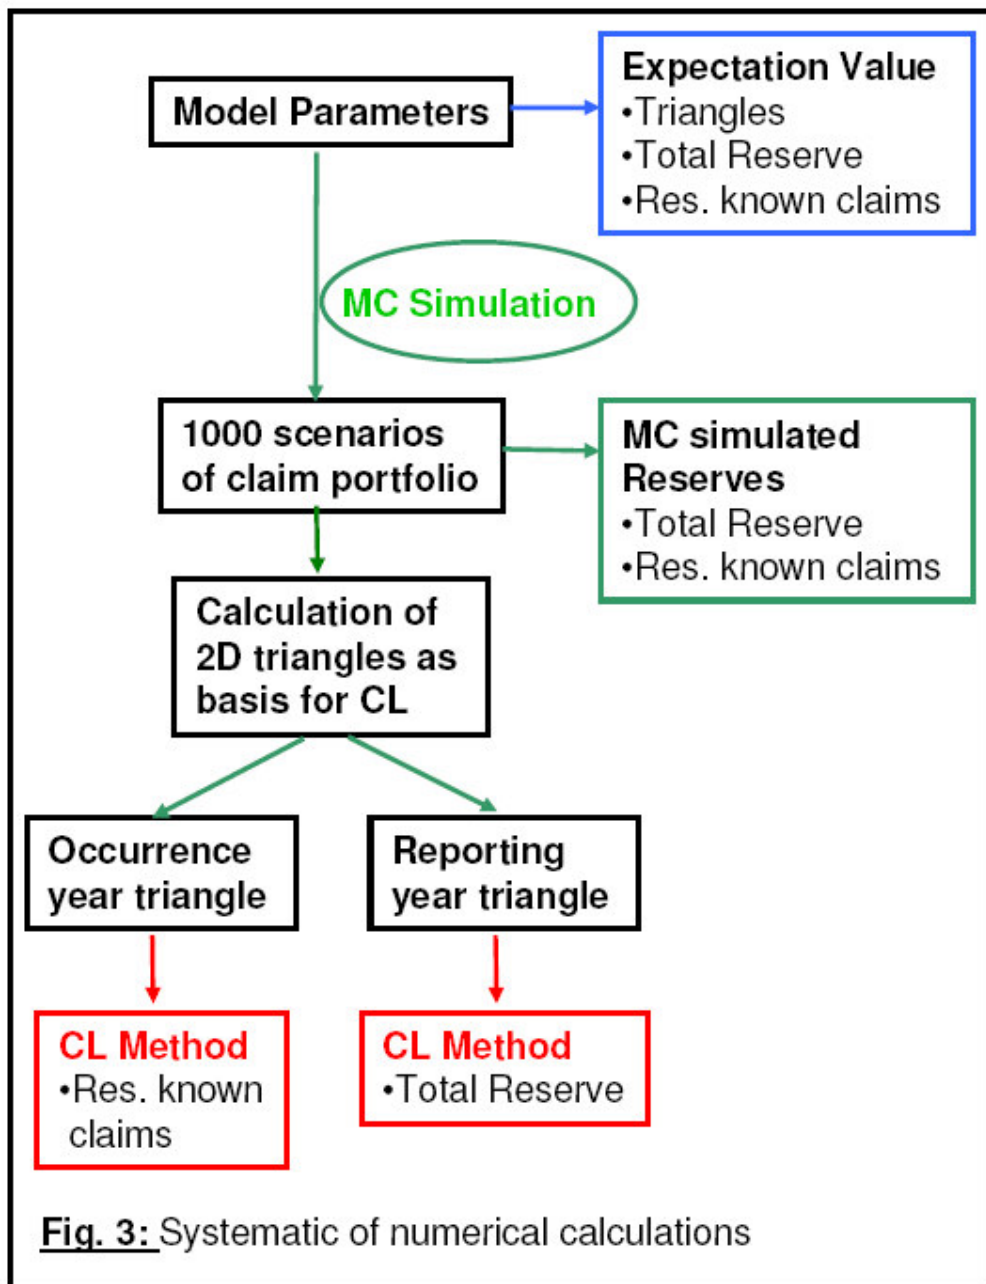 Model Parameters
Expectation Value
•Triangles
•Total Reserve
•Res. known claims
MC Simulation
1000 scenarios
of claim portfolio
MC simulated
Reserves
•Total Reserve
•Res. known claims
Calculation of
2D triangles as
basis for CL
Occurrence
year triangle
Reporting
year triangle
CL Method
•Res. known
claims
CL Method
•Total Reserve
Fig. 3: Systematic of numerical calculations